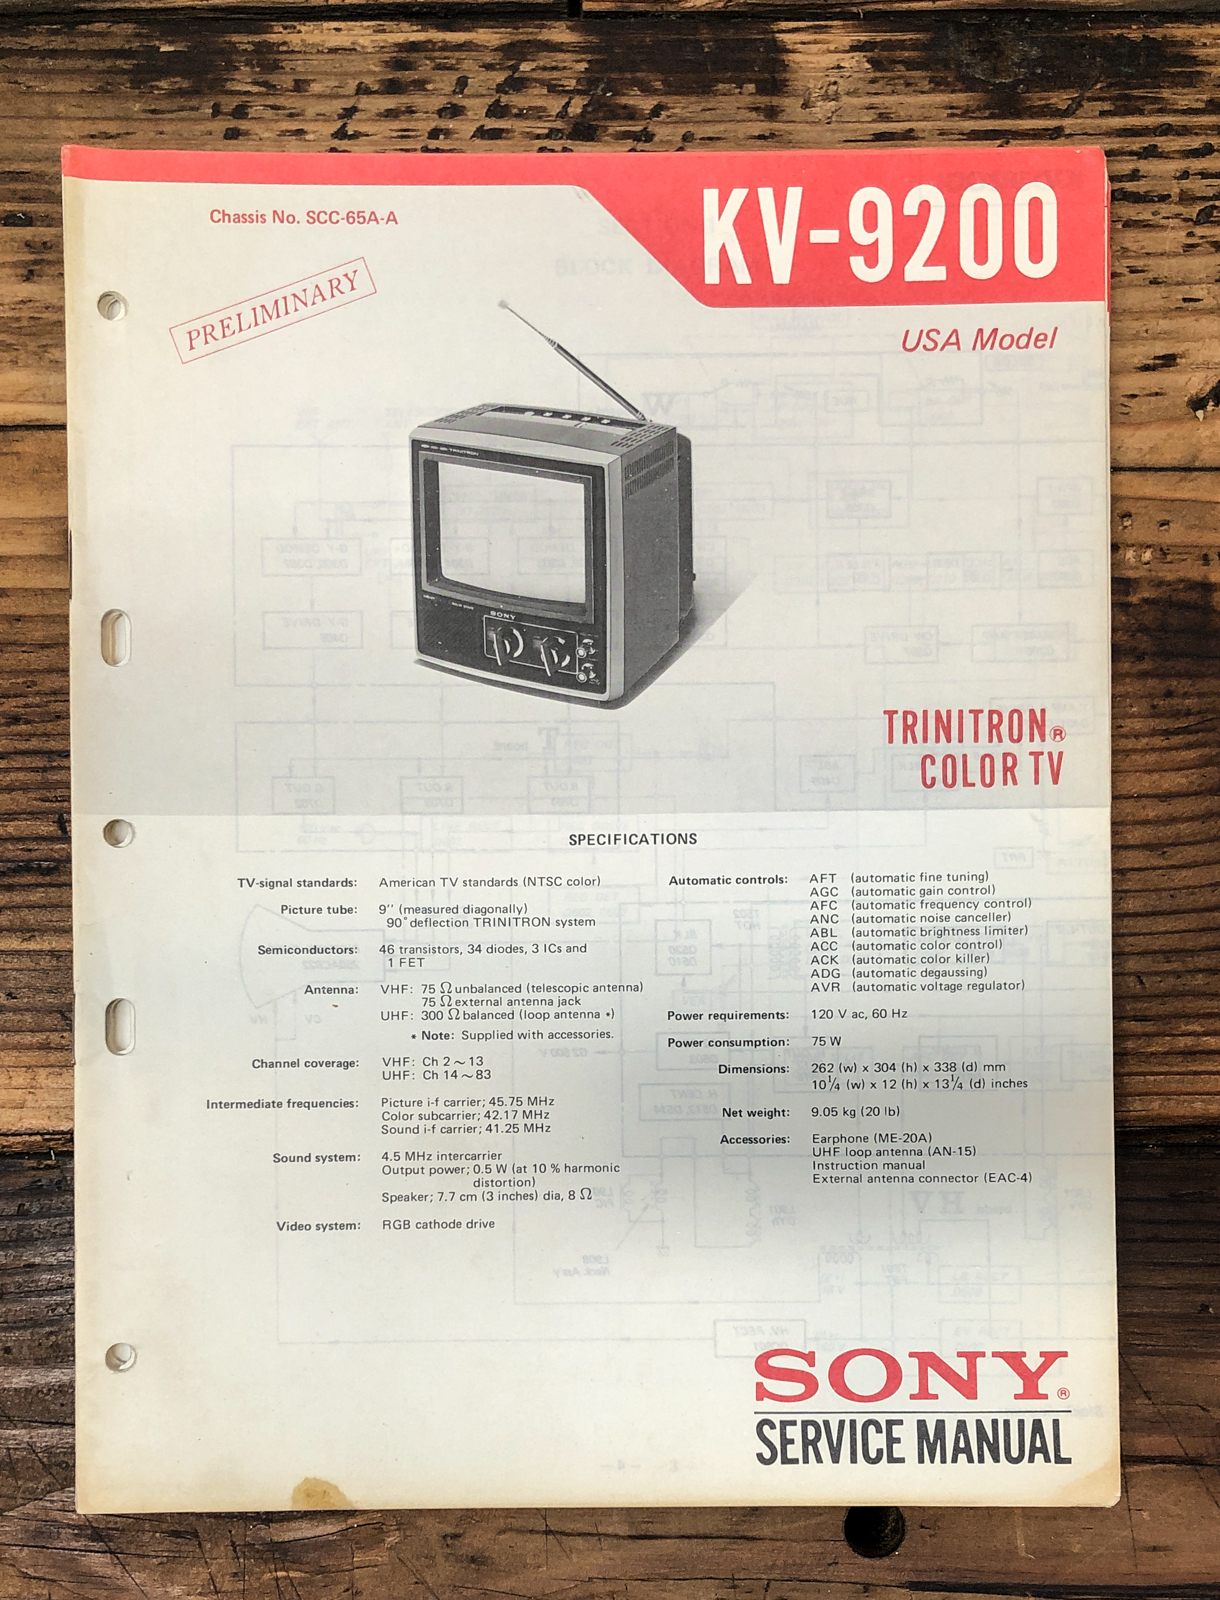 Chassis No. SCC-65A-A
KV-9200
PRELIMINARY
USA Model
TRINITRON
SONY
TRINITRON®
COLOR TV
SPECIFICATIONS
TV-signal standards: American TV standards (NTSC color)
Picture tube: 9'' (measured diagonally)
90° deflection TRINITRON system
Semiconductors: 46 transistors, 34 diodes, 3 ICs and
1 FET
Antenna: VHF: 75 Ω unbalanced (telescopic antenna)
75 Ω external antenna jack
UHF: 300 Ω balanced (loop antenna *)
* Note: Supplied with accessories.
Channel coverage: VHF: Ch 2 ~ 13
UHF: Ch 14 ~ 83
Intermediate frequencies: Picture i-f carrier; 45.75 MHz
Color subcarrier; 42.17 MHz
Sound i-f carrier; 41.25 MHz
Sound system: 4.5 MHz intercarrier
Output power; 0.5 W (at 10 % harmonic
distortion)
Speaker; 7.7 cm (3 inches) dia, 8 Ω
Video system: RGB cathode drive
Automatic controls: AFT (automatic fine tuning)
AGC (automatic gain control)
AFC (automatic frequency control)
ANC (automatic noise canceller)
ABL (automatic brightness limiter)
ACC (automatic color control)
ACK (automatic color killer)
ADG (automatic degaussing)
AVR (automatic voltage regulator)
Power requirements: 120 V ac, 60 Hz
Power consumption: 75 W
Dimensions: 262 (w) x 304 (h) x 338 (d) mm
10¼ (w) x 12 (h) x 13¼ (d) inches
Net weight: 9.05 kg (20 lb)
Accessories: Earphone (ME-20A)
UHF loop antenna (AN-15)
Instruction manual
External antenna connector (EAC-4)
SONY®
SERVICE MANUAL